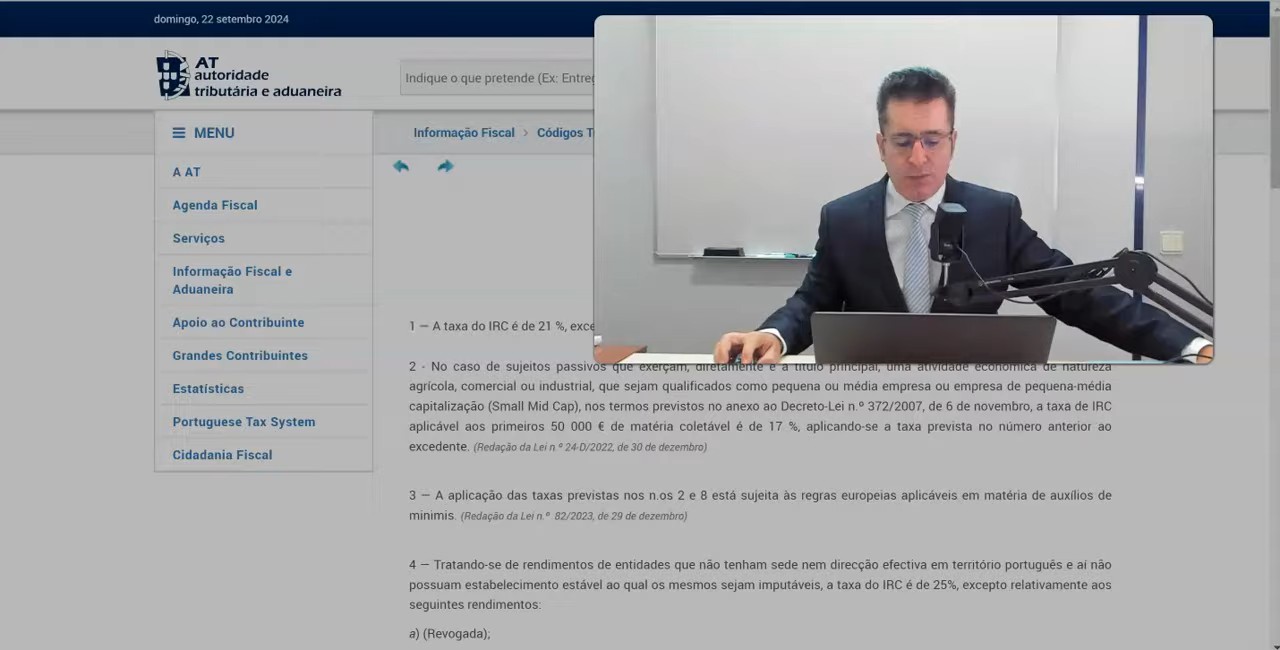 domingo, 22 setembro 2024
AT
autoridade
tributária e aduaneira
Indique o que pretende (Ex: Entreg
MENU
Informação Fiscal > Códigos T
A AT
Agenda Fiscal
Serviços
Informação Fiscal e
Aduaneira
Apoio ao Contribuinte
Grandes Contribuintes
Estatísticas
Portuguese Tax System
Cidadania Fiscal
1 — A taxa do IRC é de 21 %, exce
2 - No caso de sujeitos passivos que exerçam, diretamente e a título principal, uma atividade económica de natureza
agrícola, comercial ou industrial, que sejam qualificados como pequena ou média empresa ou empresa de pequena-média
capitalização (Small Mid Cap), nos termos previstos no anexo ao Decreto-Lei n.º 372/2007, de 6 de novembro, a taxa de IRC
aplicável aos primeiros 50 000 € de matéria coletável é de 17 %, aplicando-se a taxa prevista no número anterior ao
excedente. (Redação da Lei n.º 24-D/2022, de 30 de dezembro)
3 — A aplicação das taxas previstas nos n.os 2 e 8 está sujeita às regras europeias aplicáveis em matéria de auxílios de
minimis. (Redação da Lei n.º 82/2023, de 29 de dezembro)
4 — Tratando-se de rendimentos de entidades que não tenham sede nem direcção efectiva em território português e aí não
possuam estabelecimento estável ao qual os mesmos sejam imputáveis, a taxa do IRC é de 25%, excepto relativamente aos
seguintes rendimentos:
a) (Revogada);